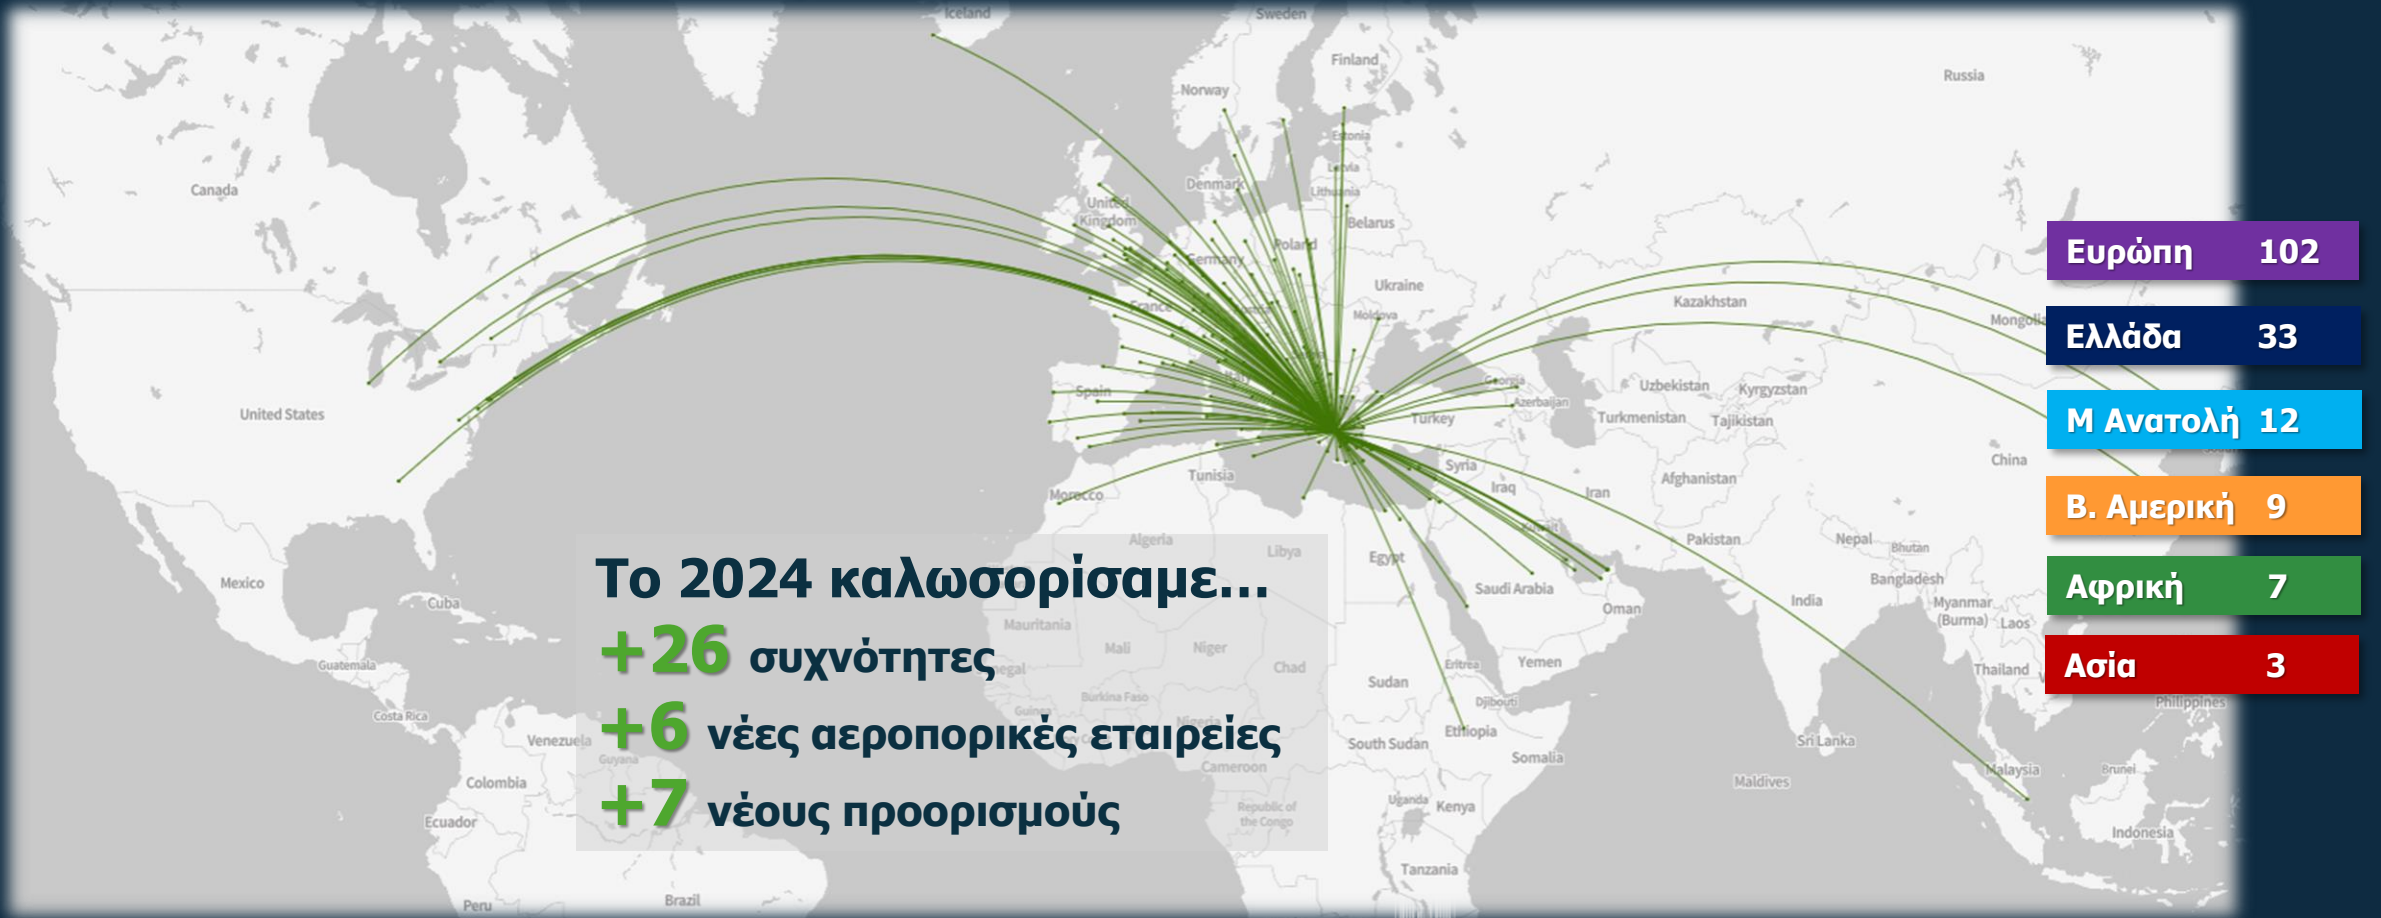 Iceland
Sweden
Finland
Russia
Norway
Canada
Estonia
Latvia
Denmark
Lithuania
United
Kingdom
Belarus
Poland
Germany
Ukraine
Kazakhstan
France
Austria
Moldova
Mongolia
Ευρώπη 102
Ελλάδα 33
Μ Ανατολή 12
Β. Αμερική 9
Αφρική 7
Ασία 3
Italy
Georgia
Uzbekistan
Kyrgyzstan
Spain
Azerbaijan
United States
Turkey
Turkmenistan
Tajikistan
China
Syria
Tunisia
Afghanistan
Iraq
Iran
Morocco
Kuwait
Algeria
Libya
Pakistan
Nepal
Bhutan
Egypt
Mexico
Bangladesh
Saudi Arabia
India
Cuba
Oman
Myanmar
(Burma)
Laos
Το 2024 καλωσορίσαμε...
+26 συχνότητες
+6 νέες αεροπορικές εταιρείες
+7 νέους προορισμούς
Mauritania
Mali
Niger
Chad
Guatemala
Eritrea
Yemen
Thailand
Sudan
Burkina Faso
Djibouti
Philippines
Guinea
Nigeria
Costa Rica
Ethiopia
Venezuela
South Sudan
Sri Lanka
Guyana
Somalia
Cameroon
Malaysia
Brunei
Colombia
Maldives
Uganda
Kenya
Republic of
the Congo
Ecuador
Indonesia
Tanzania
Brazil
Peru